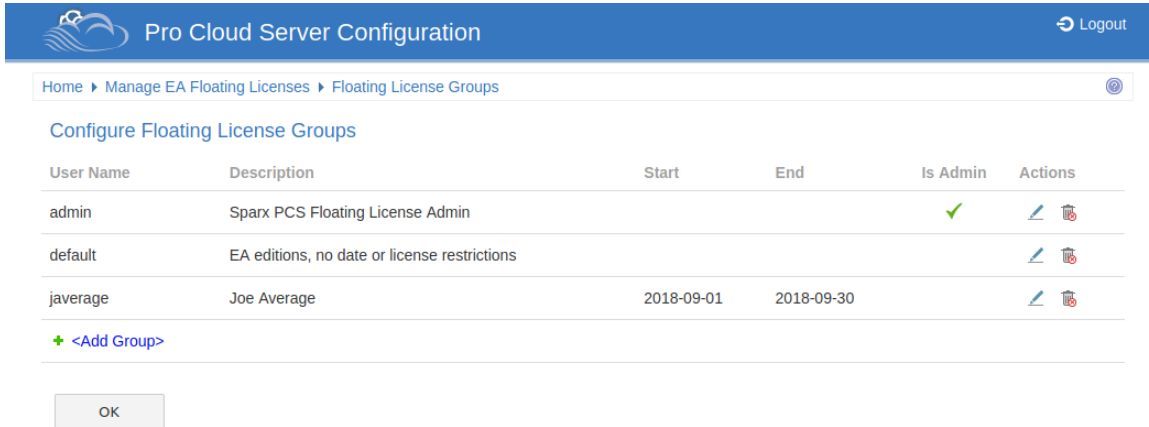 Pro Cloud Server Configuration
Logout
Home Manage EA Floating Licenses Floating License Groups
Configure Floating License Groups
User Name Description Start End Is Admin Actions
admin Sparx PCS Floating License Admin
default EA editions, no date or license restrictions
javerage Joe Average 2018-09-01 2018-09-30
<Add Group>
OK